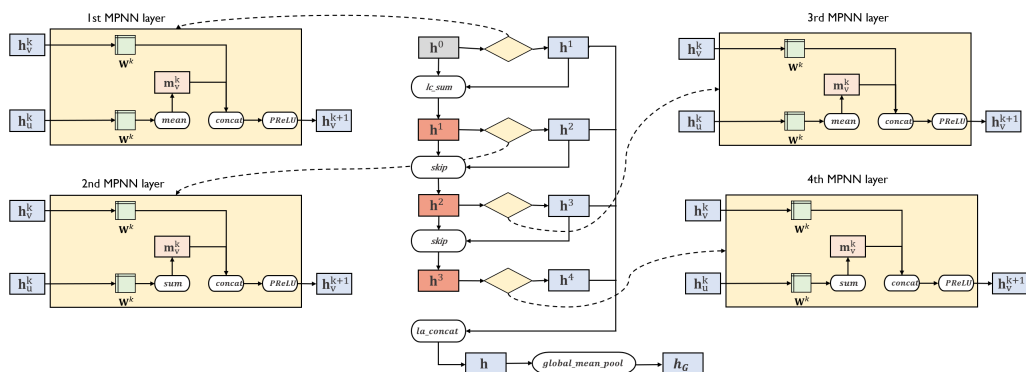 1st MPNN layer
h_v^k
W^k
m_v^k
h_u^k
W^k
mean
concat
PReLU
h_v^{k+1}
2nd MPNN layer
h_v^k
W^k
m_v^k
h_u^k
W^k
sum
concat
PReLU
h_v^{k+1}
h^0
h^1
lc_sum
h^1
h^2
skip
h^2
h^3
skip
h^3
h^4
la_concat
h
global_mean_pool
h_G
3rd MPNN layer
h_v^k
W^k
m_v^k
h_u^k
W^k
mean
concat
PReLU
h_v^{k+1}
4th MPNN layer
h_v^k
W^k
m_v^k
h_u^k
W^k
sum
concat
PReLU
h_v^{k+1}